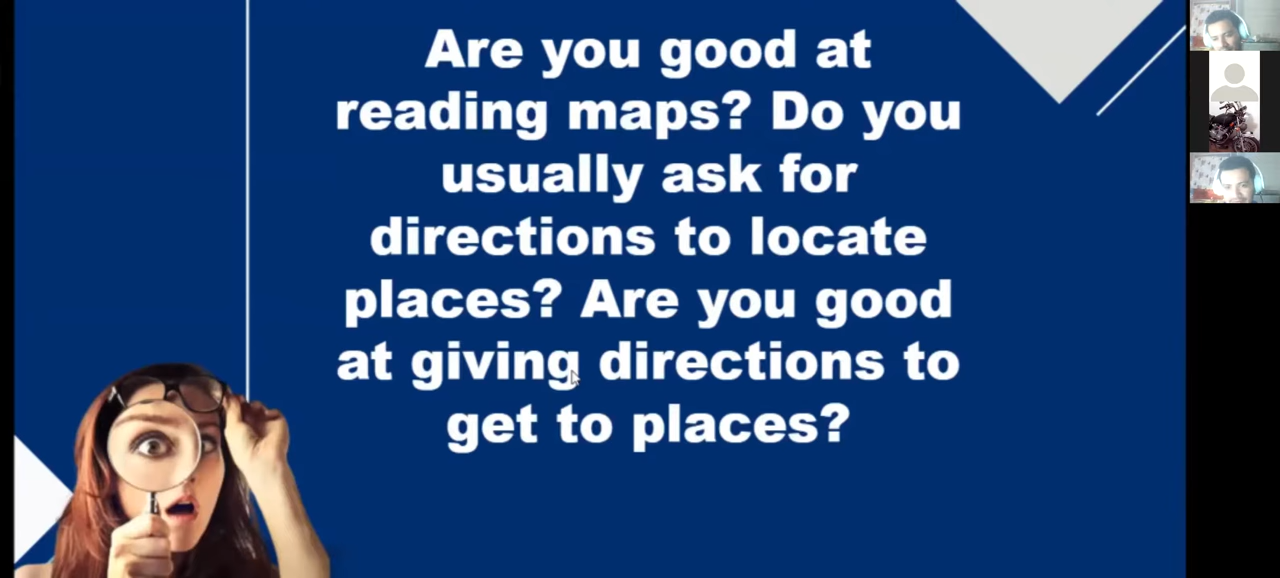 Are you good at
reading maps? Do you
usually ask for
directions to locate
places? Are you good
at giving directions to
get to places?